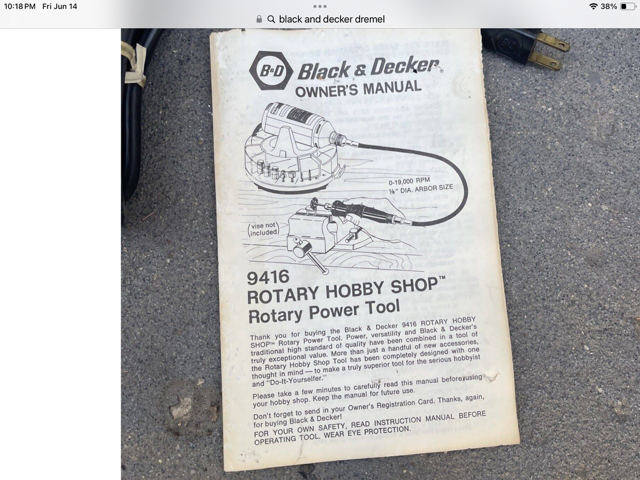 10:18 PM Fri Jun 14
38%
black and decker dremel
B&D Black & Decker®
OWNER'S MANUAL
0-19,000 RPM
⅛" DIA. ARBOR SIZE
(vise not
included)
9416
ROTARY HOBBY SHOP™
Rotary Power Tool
Thank you for buying the Black & Decker 9416 ROTARY HOBBY
SHOP™ Rotary Power Tool. Power, versatility and Black & Decker's
traditional high standard of quality have been combined in a tool of
truly exceptional value. More than just a handful of new accessories,
the Rotary Hobby Shop Tool has been completely designed with one
thought in mind — to make a truly superior tool for the serious hobbyist
and "Do-It-Yourselfer."
Please take a few minutes to carefully read this manual before using
your hobby shop. Keep the manual for future use.
Don't forget to send in your Owner's Registration Card. Thanks, again,
for buying Black & Decker!
FOR YOUR OWN SAFETY, READ INSTRUCTION MANUAL BEFORE
OPERATING TOOL. WEAR EYE PROTECTION.